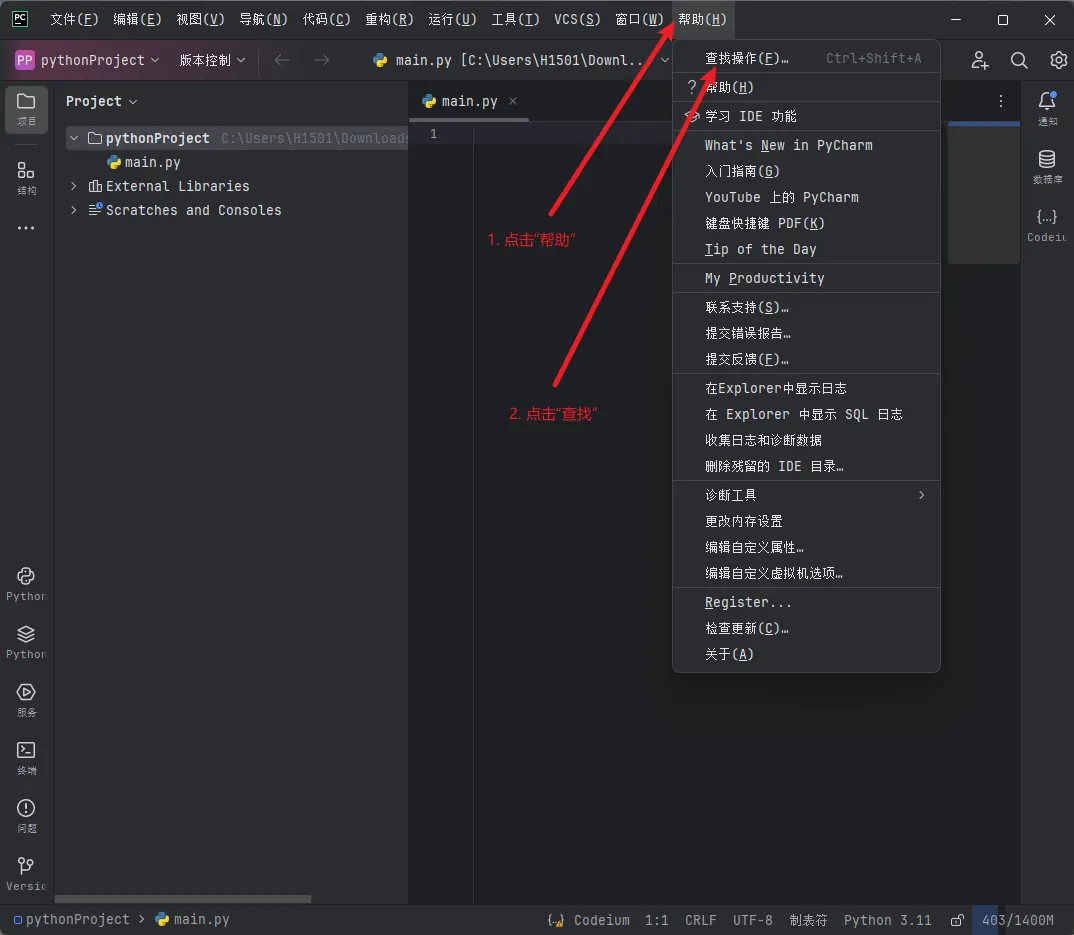 PC 文件(F) 编辑(E) 视图(V) 导航(N) 代码(C) 重构(R) 运行(U) 工具(T) VCS(S) 窗口(W) 帮助(H)
PP pythonProject 版本控制 main.py [C:\Users\H1501\Downl...
Project
main.py
项目
1
pythonProject C:\Users\H1501\Downloads
main.py
External Libraries
Scratches and Consoles
结构
1. 点击“帮助”
2. 点击“查找”
查找操作(F)… Ctrl+Shift+A
? 帮助(H)
学习 IDE 功能
What's New in PyCharm
入门指南(G)
YouTube 上的 PyCharm
键盘快捷键 PDF(K)
Tip of the Day
My Productivity
联系支持(S)…
提交错误报告…
提交反馈(F)…
在Explorer中显示日志
在 Explorer 中显示 SQL 日志
收集日志和诊断数据
删除残留的 IDE 目录…
诊断工具
更改内存设置
编辑自定义属性…
编辑自定义虚拟机选项…
Register...
检查更新(C)…
关于(A)
通知
数据库
{...}
Codeiu
Python
Python
服务
终端
问题
Versio
pythonProject > main.py {..} Codeium 1:1 CRLF UTF-8 制表符 Python 3.11 403/1400M